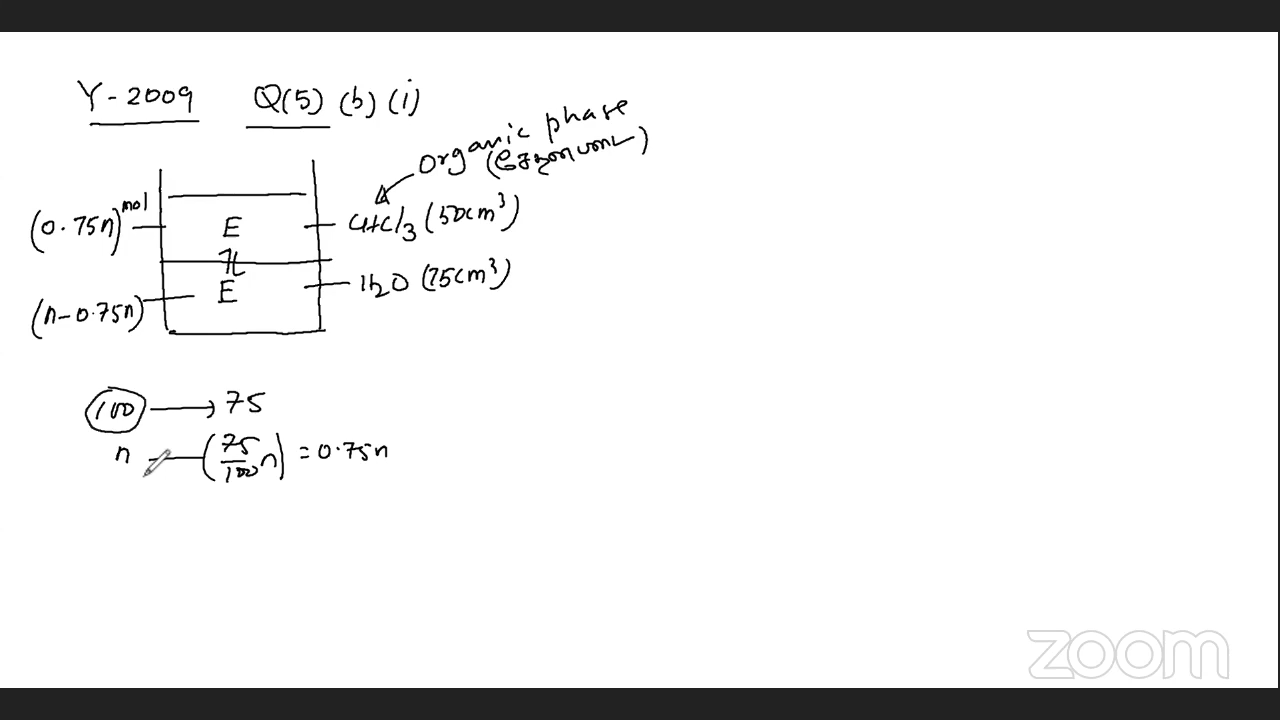 Y-2009 Q(5) (b) (i)
Organic phase
(0.75n) mol
E
CHCl3 (50cm³)
⇌
E
H2O (25cm³)
(n-0.75n)
100 → 75
n — (75/100 n) = 0.75n
zoom